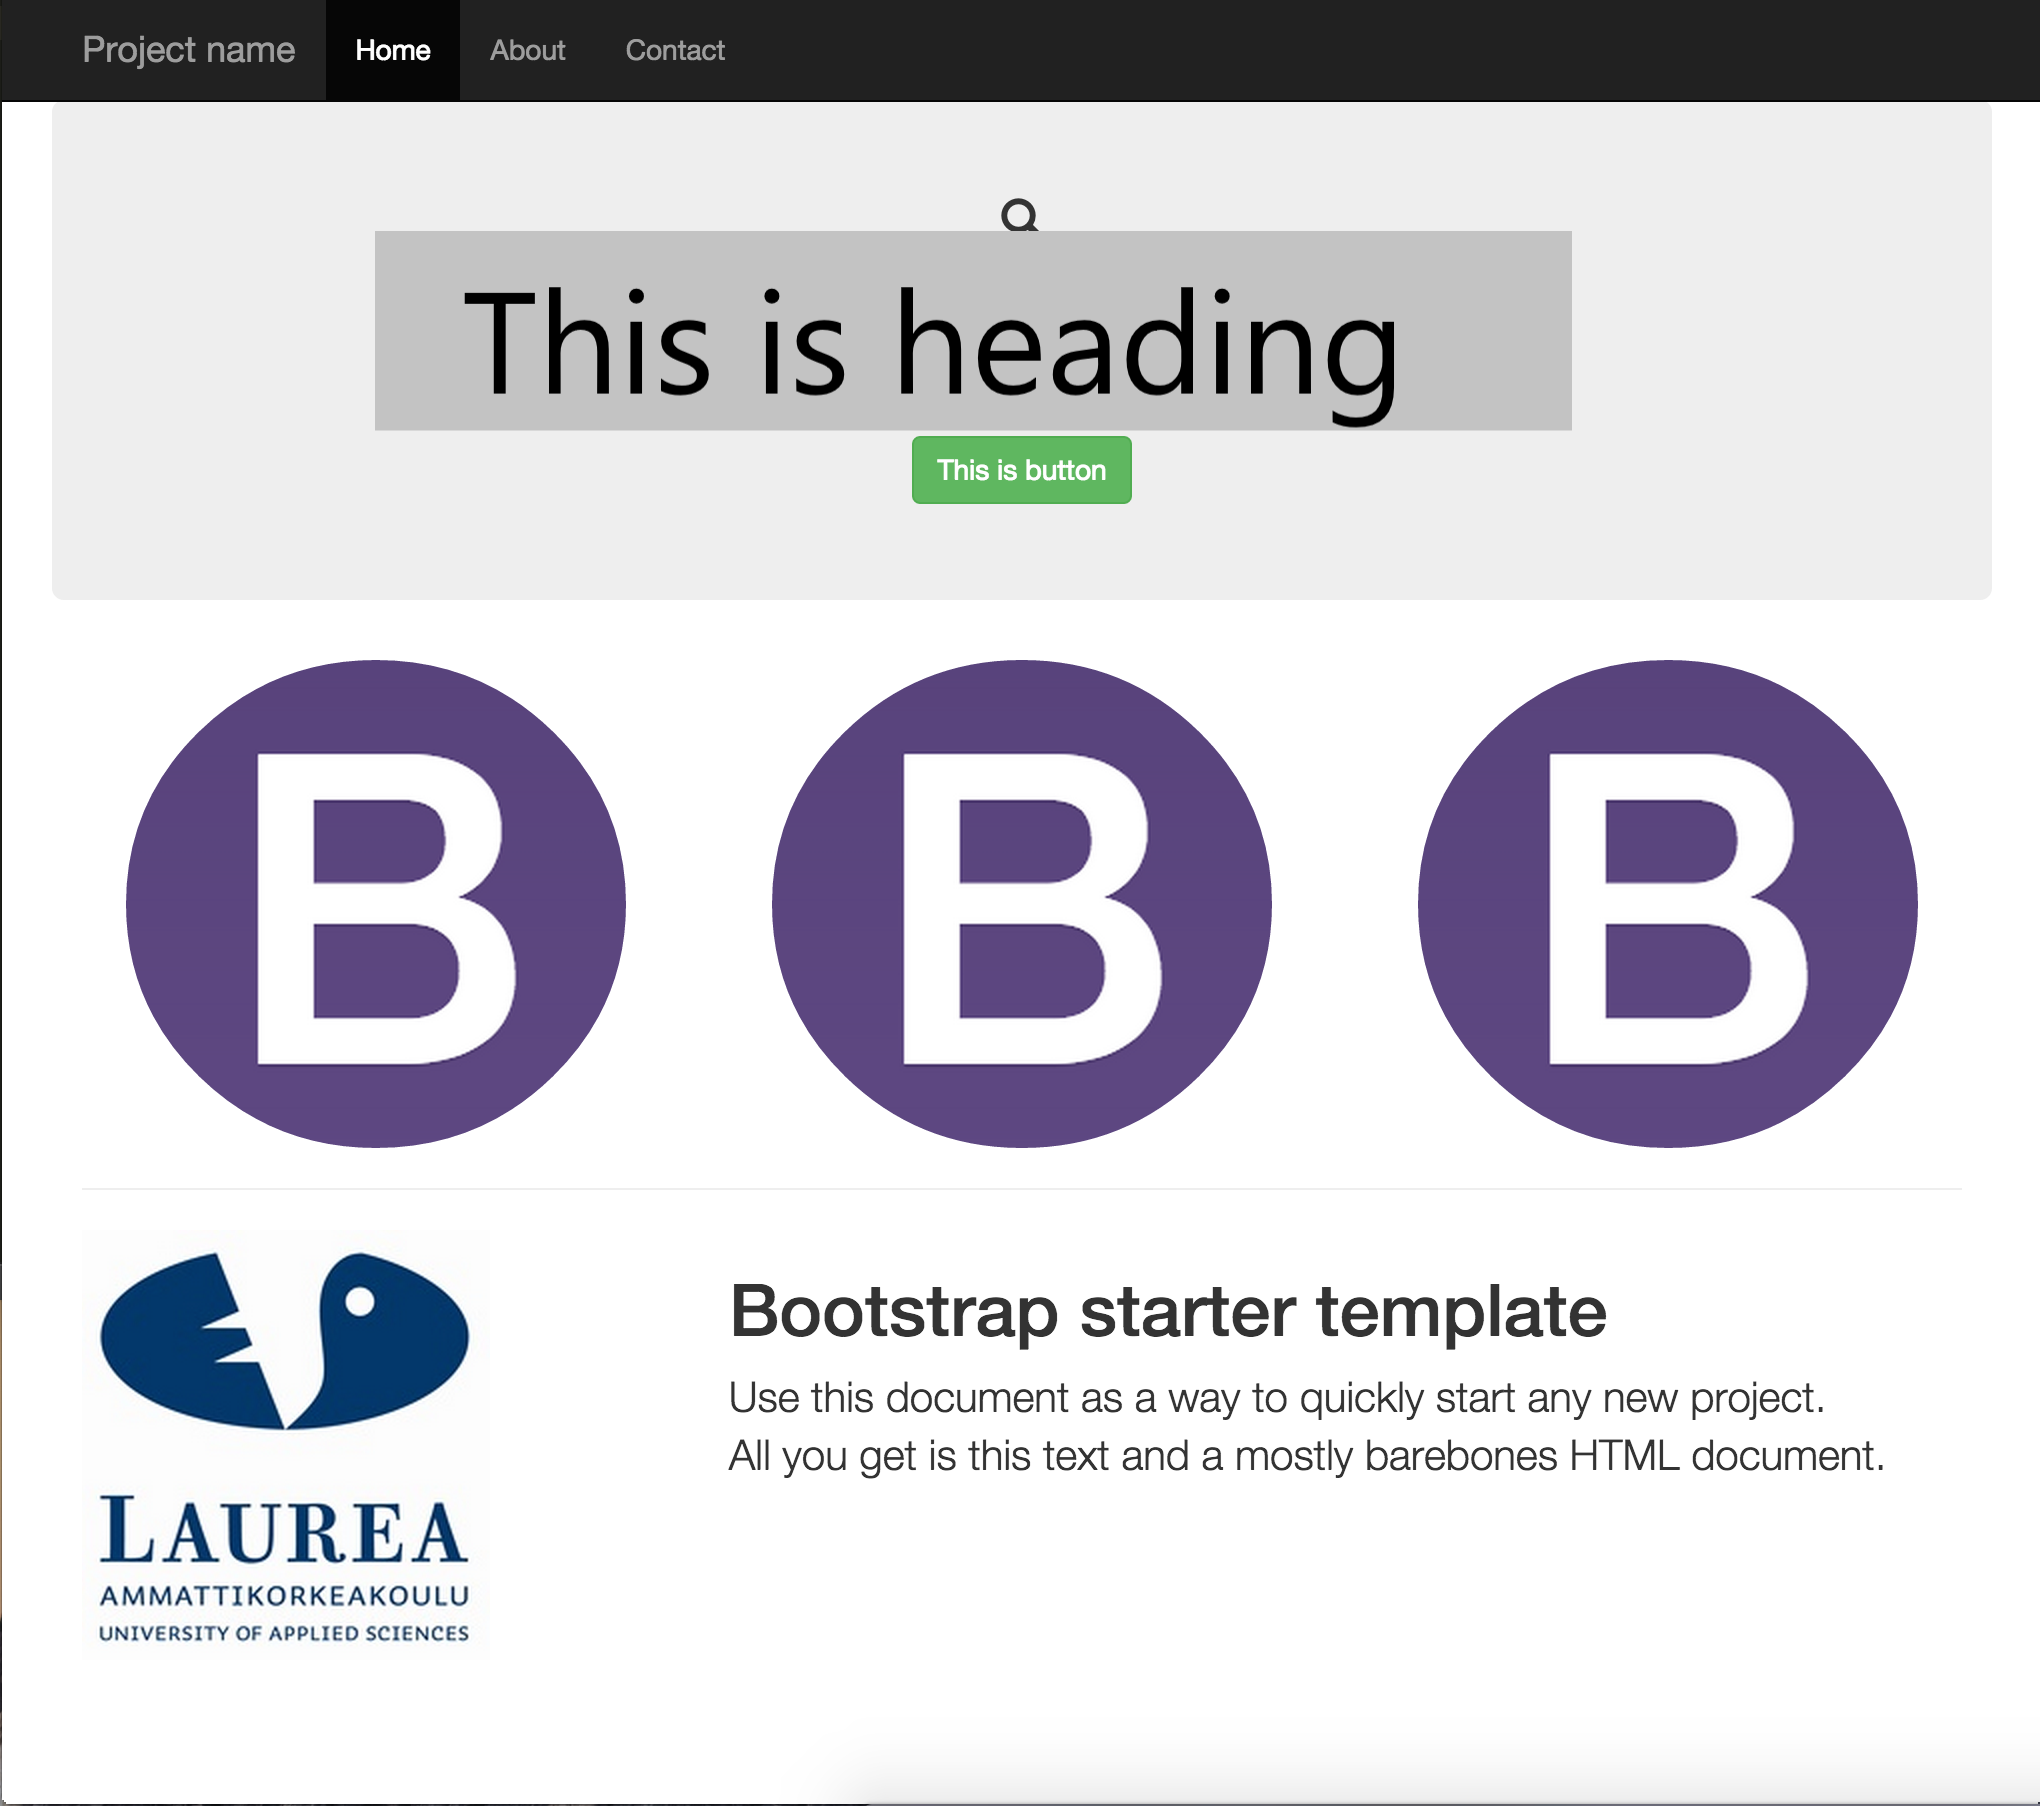 Project name Home About Contact
This is heading
This is button
B B B
Bootstrap starter template
Use this document as a way to quickly start any new project.
All you get is this text and a mostly barebones HTML document.
LAUREA
AMMATTIKORKEAKOULU
UNIVERSITY OF APPLIED SCIENCES